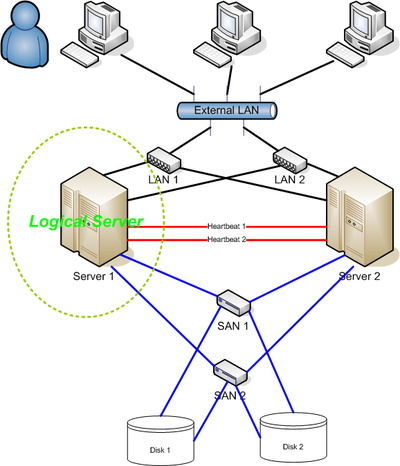 External LAN
LAN 1
LAN 2
Logical Server
Heartbeat 1
Heartbeat 2
Server 1
Server 2
SAN 1
SAN 2
Disk 1
Disk 2